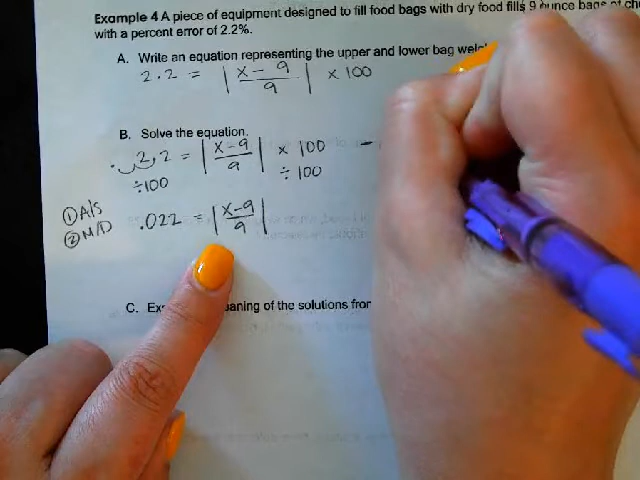 Example 4 A piece of equipment designed to fill food bags with dry food fills 9 ounce bags of
with a percent error of 2.2%.
A. Write an equation representing the upper and lower bag
2.2 = | x - 9 / 9 | × 100
B. Solve the equation.
. 2 2 = | x - 9 / 9 | × 100 -
÷100 ÷ 100
① A/S
② M/D .022 = | x - 9 / 9 |
C. of the solutions